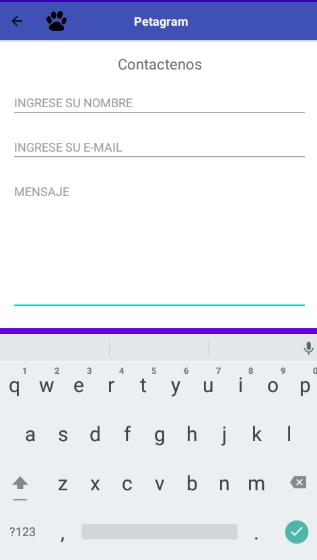 Petagram
Contactenos
INGRESE SU NOMBRE
INGRESE SU E-MAIL
MENSAJE
1 2 3 4 5 6 7 8 9 0
q w e r t y u i o p
a s d f g h j k l
z x c v b n m
?123 , .